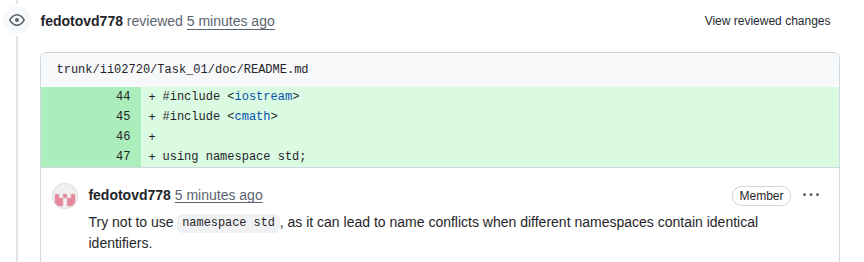 fedotovd778 reviewed 5 minutes ago View reviewed changes
trunk/ii02720/Task_01/doc/README.md
44 + #include <iostream>
45 + #include <cmath>
46 +
47 + using namespace std;
fedotovd778 5 minutes ago Member ...
Try not to use namespace std, as it can lead to name conflicts when different namespaces contain identical
identifiers.